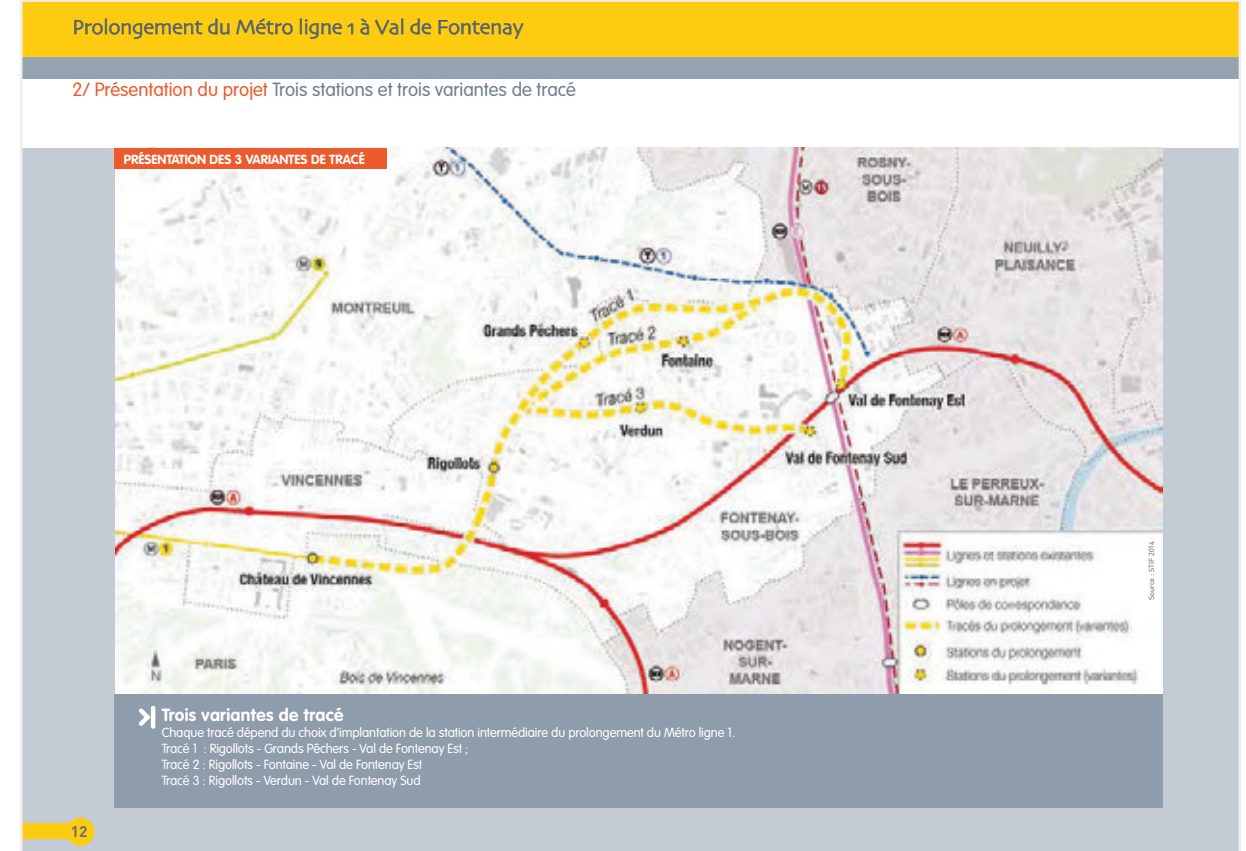 Prolongement du Métro ligne 1 à Val de Fontenay
2/ Présentation du projet Trois stations et trois variantes de tracé
PRÉSENTATION DES 3 VARIANTES DE TRACÉ
T 1
M 11
ROSNY-
SOUS-
BOIS
T 1
NEUILLY-
PLAISANCE
M 9
MONTREUIL
Tracé 1
Grands Pêchers
Tracé 2
Fontaine
A
Tracé 3
Val de Fontenay Est
Verdun
Rigollots
Val de Fontenay Sud
VINCENNES
A
LE PERREUX-
SUR-MARNE
FONTENAY-
SOUS-BOIS
M 1
Château de Vincennes
Lignes et stations existantes
Lignes en projet
Pôles de correspondance
Tracés du prolongement (variantes)
Stations du prolongement
Stations du prolongement (variantes)
Source : STIF 2014
N
PARIS
Bois de Vincennes
A
NOGENT-
SUR-
MARNE
Trois variantes de tracé
Chaque tracé dépend du choix d'implantation de la station intermédiaire du prolongement du Métro ligne 1.
Tracé 1 : Rigollots - Grands Pêchers - Val de Fontenay Est ;
Tracé 2 : Rigollots - Fontaine - Val de Fontenay Est
Tracé 3 : Rigollots - Verdun - Val de Fontenay Sud
12